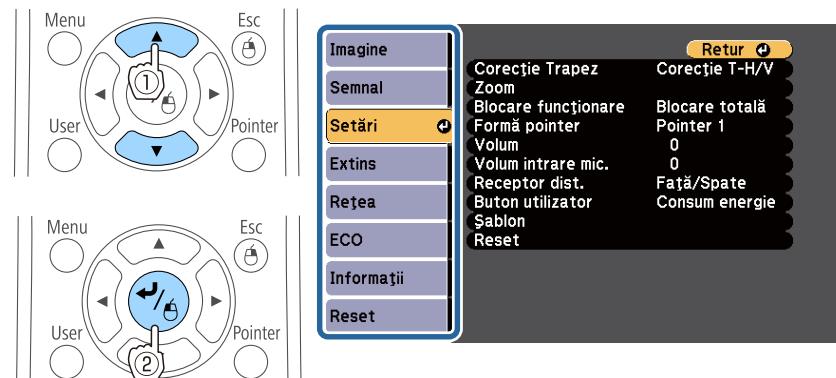 Menu Esc
①
User Pointer
Menu Esc
User Pointer
②
Imagine
Semnal
Setări
Extins
Reţea
ECO
Informaţii
Reset
Retur
Corecţie Trapez Corecţie T-H/V
Zoom
Blocare funcţionare Blocare totală
Formă pointer Pointer 1
Volum 0
Volum intrare mic. 0
Receptor dist. Faţă/Spate
Buton utilizator Consum energie
Şablon
Reset